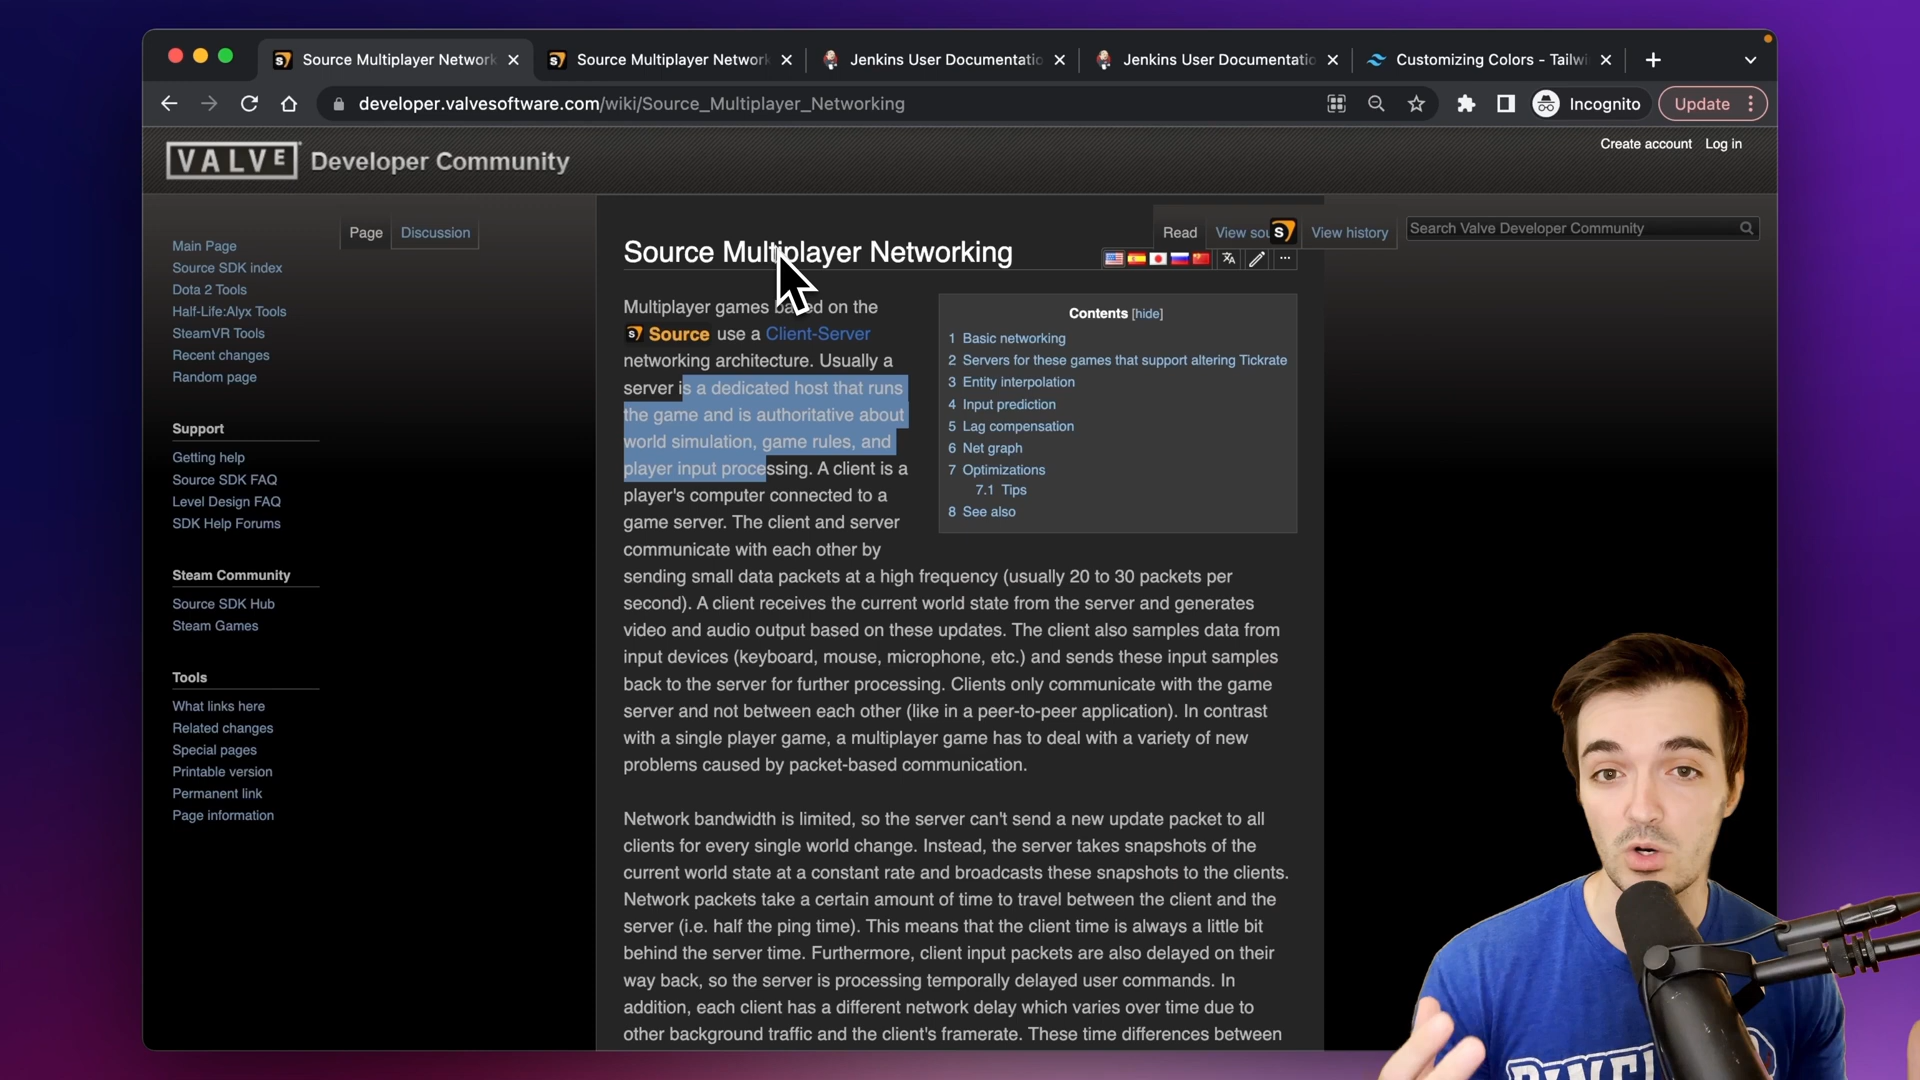 Source Multiplayer Network
Source Multiplayer Network
Jenkins User Documentatio
Jenkins User Documentatio
Customizing Colors - Tailwi
developer.valvesoftware.com/wiki/Source_Multiplayer_Networking
Incognito
Update
VALVE Developer Community
Create account Log in
Page Discussion
Read View sou View history
Search Valve Developer Community
Main Page
Source SDK index
Dota 2 Tools
Half-Life:Alyx Tools
SteamVR Tools
Recent changes
Random page
Support
Getting help
Source SDK FAQ
Level Design FAQ
SDK Help Forums
Steam Community
Source SDK Hub
Steam Games
Tools
What links here
Related changes
Special pages
Printable version
Permanent link
Page information
Source Multiplayer Networking
Multiplayer games based on the
Source use a Client-Server
networking architecture. Usually a
server is a dedicated host that runs
the game and is authoritative about
world simulation, game rules, and
player input processing. A client is a
player's computer connected to a
game server. The client and server
communicate with each other by
sending small data packets at a high frequency (usually 20 to 30 packets per
second). A client receives the current world state from the server and generates
video and audio output based on these updates. The client also samples data from
input devices (keyboard, mouse, microphone, etc.) and sends these input samples
back to the server for further processing. Clients only communicate with the game
server and not between each other (like in a peer-to-peer application). In contrast
with a single player game, a multiplayer game has to deal with a variety of new
problems caused by packet-based communication.
Network bandwidth is limited, so the server can't send a new update packet to all
clients for every single world change. Instead, the server takes snapshots of the
current world state at a constant rate and broadcasts these snapshots to the clients.
Network packets take a certain amount of time to travel between the client and the
server (i.e. half the ping time). This means that the client time is always a little bit
behind the server time. Furthermore, client input packets are also delayed on their
way back, so the server is processing temporally delayed user commands. In
addition, each client has a different network delay which varies over time due to
other background traffic and the client's framerate. These time differences between
Contents [hide]
1 Basic networking
2 Servers for these games that support altering Tickrate
3 Entity interpolation
4 Input prediction
5 Lag compensation
6 Net graph
7 Optimizations
7.1 Tips
8 See also